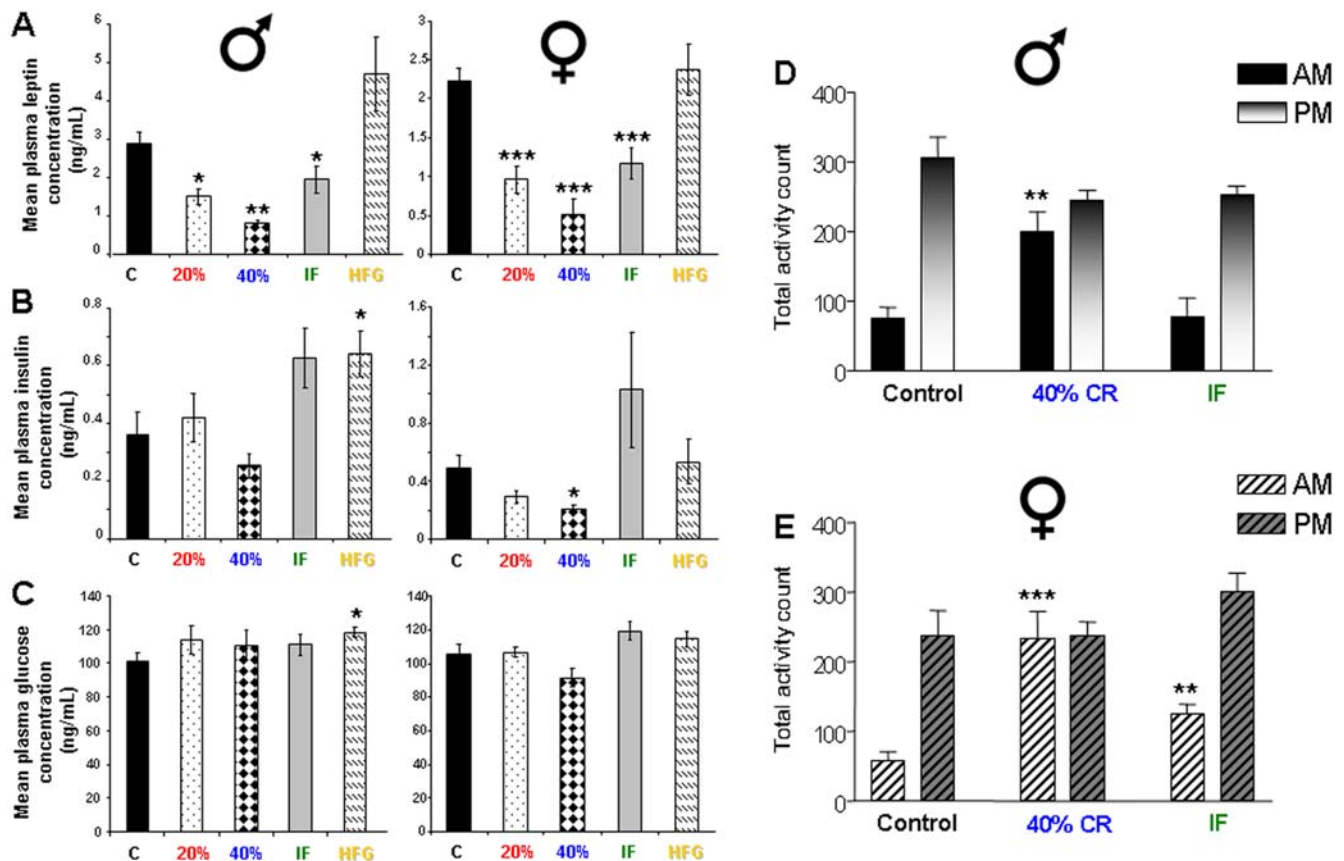 A
Mean plasma leptin
concentration
(ng/mL)
6
5
4
3
2
1
0
*
**
*
C 20% 40% IF HFG
3
2.5
2
1.5
1
0.5
0
***
***
***
C 20% 40% IF HFG
B
Mean plasma insulin
concentration
(ng/mL)
0.8
0.6
0.4
0.2
0
*
C 20% 40% IF HFG
1.6
1.2
0.8
0.4
0
*
C 20% 40% IF HFG
C
Mean plasma glucose
concentration
(ng/mL)
140
120
100
80
60
40
20
0
*
C 20% 40% IF HFG
140
120
100
80
60
40
20
0
C 20% 40% IF HFG
D
AM
PM
Total activity count
400
300
200
100
0
**
Control 40% CR IF
E
AM
PM
Total activity count
400
300
200
100
0
***
**
Control 40% CR IF